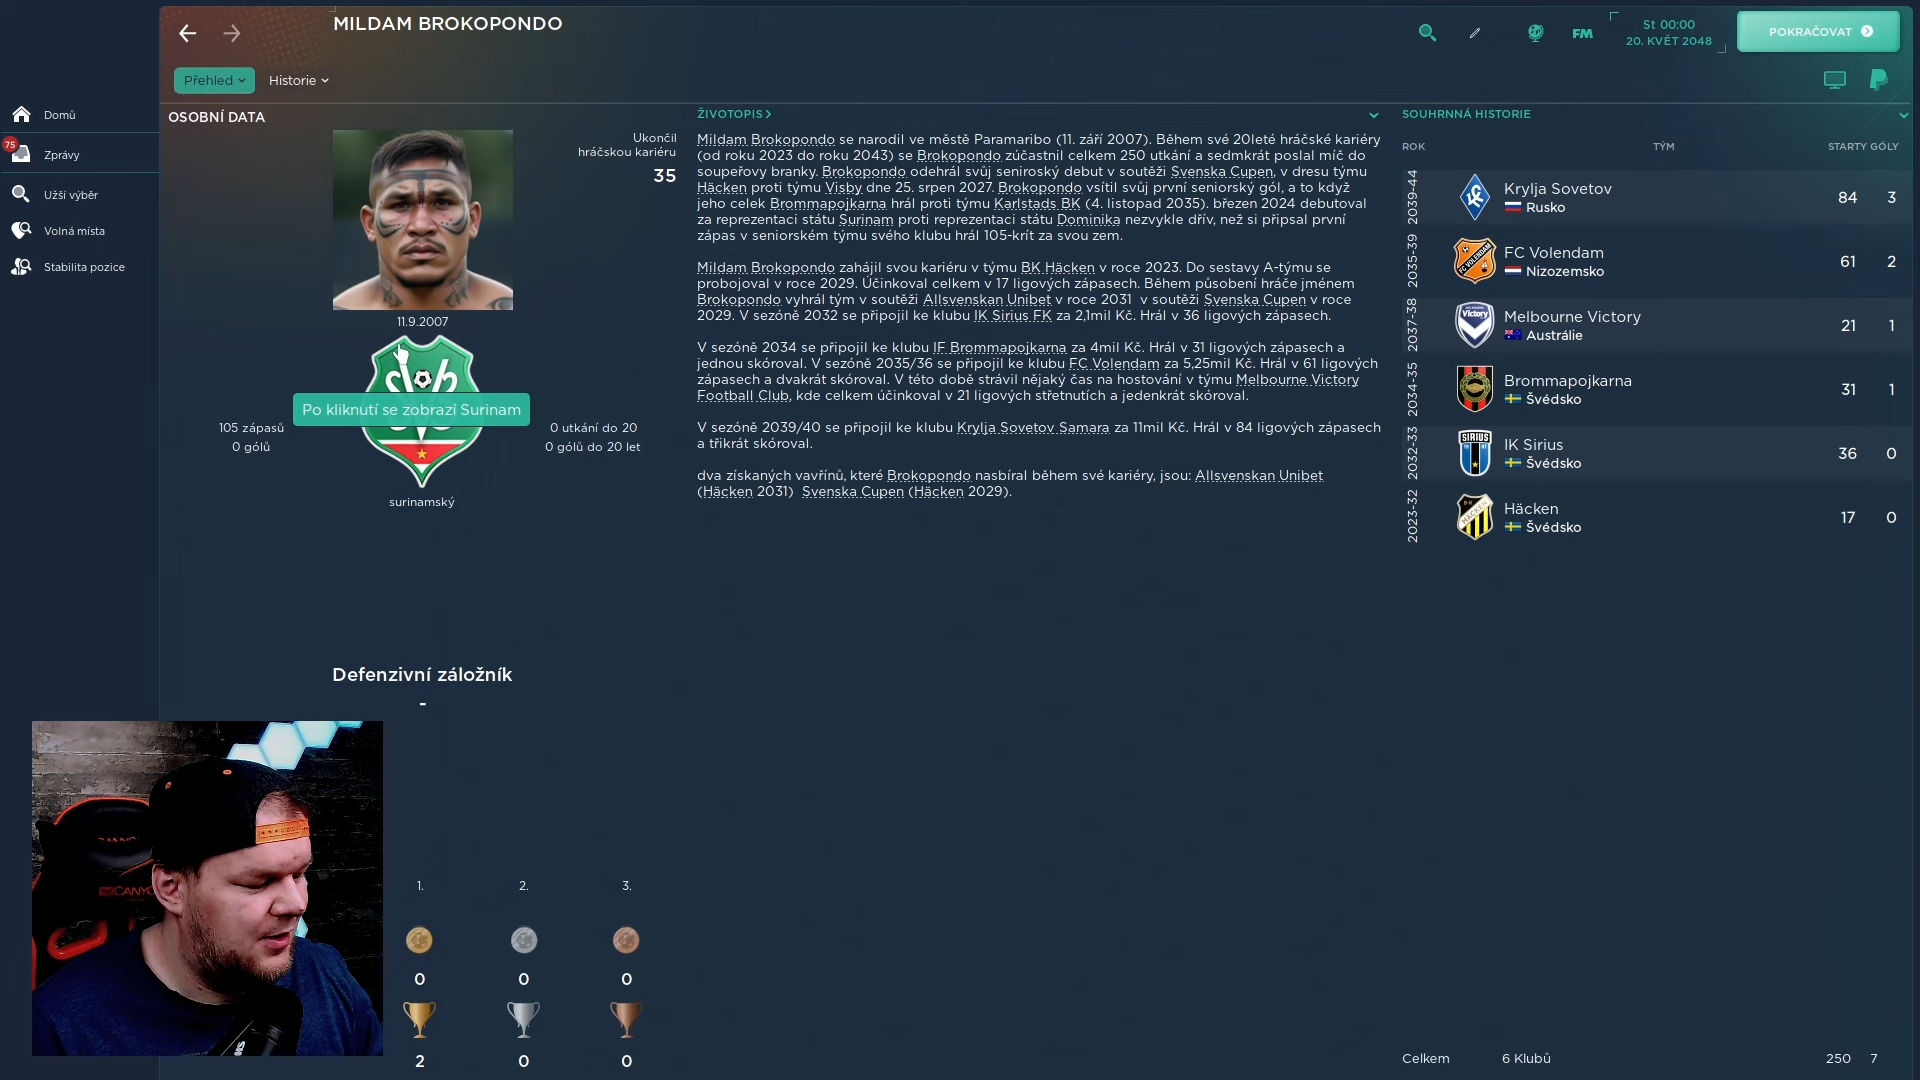 MILDAM BROKOPONDO
St 00:00
20. KVĚT 2048
POKRAČOVAT
FM
Přehled
Historie
Domů
75
Zprávy
Užší výběr
Volná místa
Stabilita pozice
OSOBNÍ DATA
Ukončil
hráčskou kariéru
35
11.9.2007
Po kliknutí se zobrazí Surinam
105 zápasů
0 gólů
0 utkání do 20
0 gólů do 20 let
surinamský
Defenzivní záložník
-
1.
2.
3.
0
0
0
2
0
0
ŽIVOTOPIS
Mildam Brokopondo se narodil ve městě Paramaribo (11. září 2007). Během své 20leté hráčské kariéry
(od roku 2023 do roku 2043) se Brokopondo zúčastnil celkem 250 utkání a sedmkrát poslal míč do
soupeřovy branky. Brokopondo odehrál svůj seniroský debut v soutěži Svenska Cupen, v dresu týmu
Häcken proti týmu Visby dne 25. srpen 2027. Brokopondo vsítil svůj první seniorský gól, a to když
jeho celek Brommapojkarna hrál proti týmu Karlstads BK (4. listopad 2035). březen 2024 debutoval
za reprezentaci státu Surinam proti reprezentaci státu Dominika nezvykle dřív, než si připsal první
zápas v seniorském týmu svého klubu hrál 105-krít za svou zem.
Mildam Brokopondo zahájil svou kariéru v týmu BK Häcken v roce 2023. Do sestavy A-týmu se
probojoval v roce 2029. Účinkoval celkem v 17 ligových zápasech. Během působení hráče jménem
Brokopondo vyhrál tým v soutěži Allsvenskan Unibet v roce 2031  v soutěži Svenska Cupen v roce
2029. V sezóně 2032 se připojil ke klubu IK Sirius FK za 2,1mil Kč. Hrál v 36 ligových zápasech.
V sezóně 2034 se připojil ke klubu IF Brommapojkarna za 4mil Kč. Hrál v 31 ligových zápasech a
jednou skóroval. V sezóně 2035/36 se připojil ke klubu FC Volendam za 5,25mil Kč. Hrál v 61 ligových
zápasech a dvakrát skóroval. V této době strávil nějaký čas na hostování v týmu Melbourne Victory
Football Club, kde celkem účinkoval v 21 ligových střetnutích a jedenkrát skóroval.
V sezóně 2039/40 se připojil ke klubu Krylja Sovetov Samara za 11mil Kč. Hrál v 84 ligových zápasech
a třikrát skóroval.
dva získaných vavřínů, které Brokopondo nasbíral během své kariéry, jsou: Allsvenskan Unibet
(Häcken 2031)  Svenska Cupen (Häcken 2029).
SOUHRNNÁ HISTORIE
ROK TÝM STARTY GÓLY
2039-44 Krylja Sovetov 84 3
Rusko
2035-39 FC Volendam 61 2
Nizozemsko
2037-38 Melbourne Victory 21 1
Austrálie
2034-35 Brommapojkarna 31 1
Švédsko
2032-33 IK Sirius 36 0
Švédsko
2023-32 Häcken 17 0
Švédsko
Celkem 6 Klubů 250 7